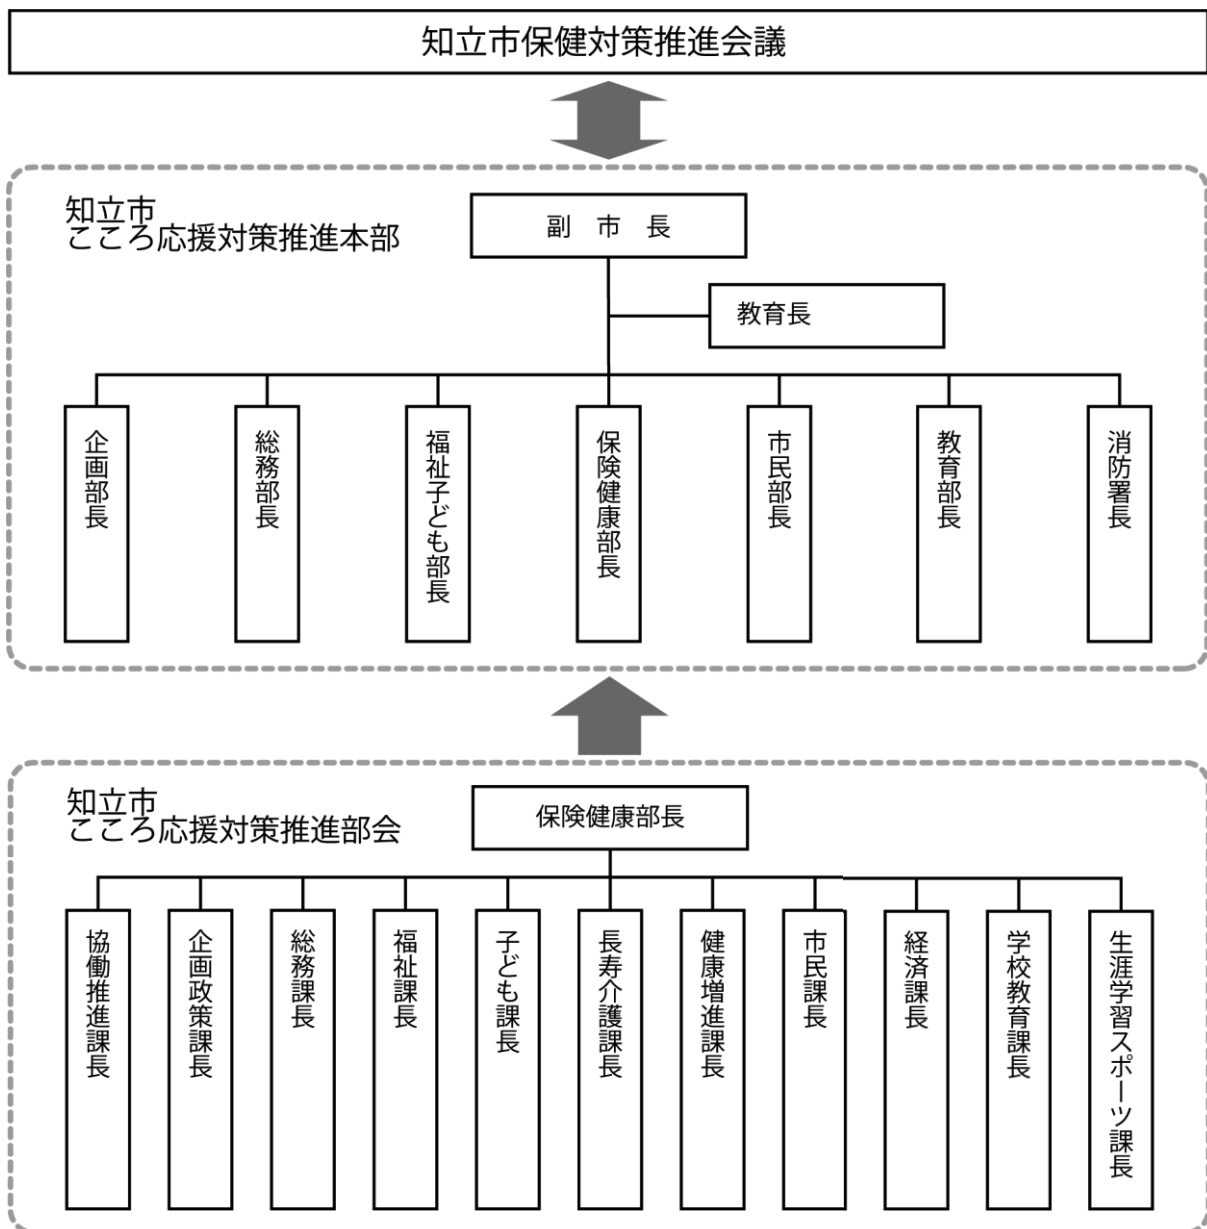 知立市保健対策推進会議
知立市
こころ応援対策推進本部
副　市　長
教育長
企画部長
総務部長
福祉子ども部長
保険健康部長
市民部長
教育部長
消防署長
知立市
こころ応援対策推進部会
保険健康部長
協働推進課長
企画政策課長
総務課長
福祉課長
子ども課長
長寿介護課長
健康増進課長
市民課長
経済課長
学校教育課長
生涯学習スポーツ課長